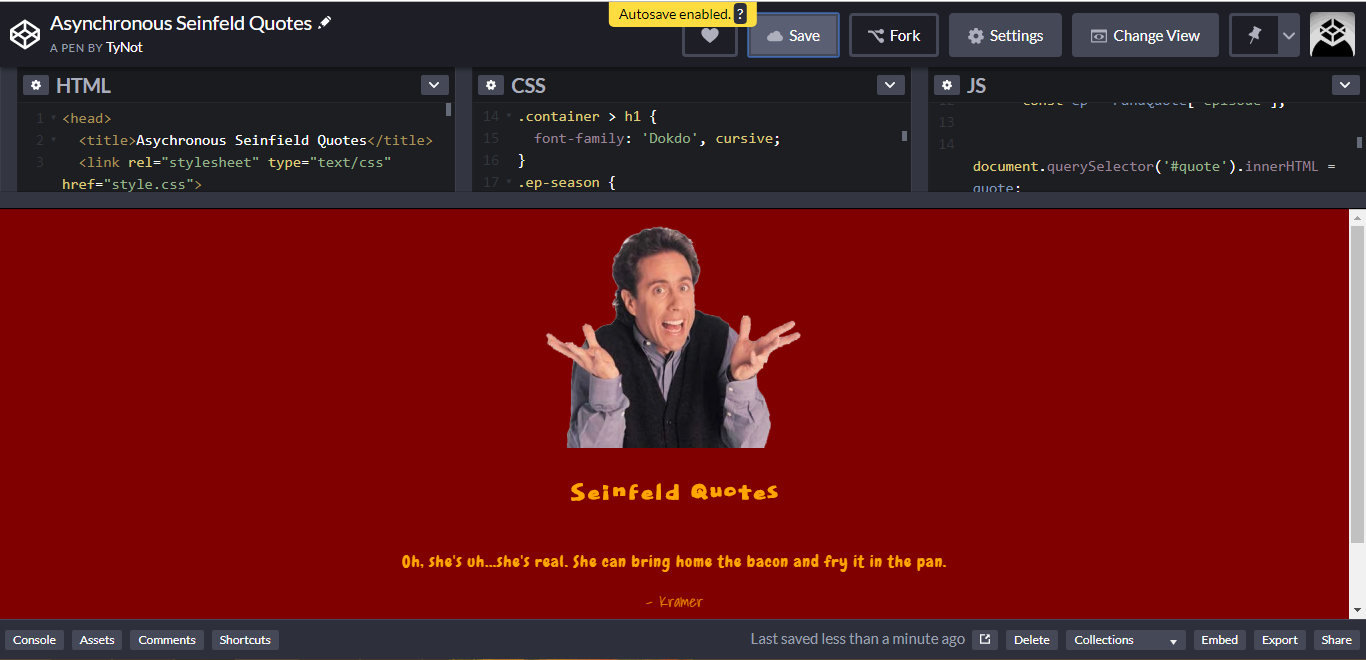 Asynchronous Seinfeld Quotes
A PEN BY TyNot
Autosave enabled. ?
Save
Fork
Settings
Change View
HTML
1 <head>
2 <title>Asychronous Seinfield Quotes</title>
3 <link rel="stylesheet" type="text/css"
href="style.css">
CSS
14 .container > h1 {
15 font-family: 'Dokdo', cursive;
16 }
17 .ep-season {
JS
13
14
document.querySelector('#quote').innerHTML =
quote;
Seinfeld Quotes
Oh, she's uh...she's real. She can bring home the bacon and fry it in the pan.
- Kramer
Console
Assets
Comments
Shortcuts
Last saved less than a minute ago
Delete
Collections
Embed
Export
Share